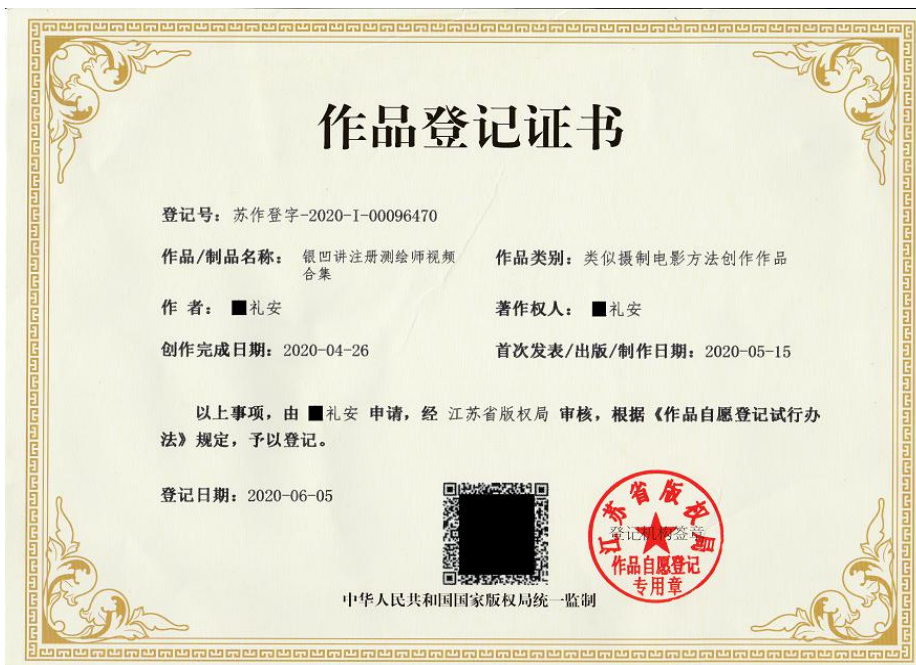 作品登记证书
登记号：苏作登字-2020-I-00096470
作品/制品名称：银凹讲注册测绘师视频
合集
作品类别：类似摄制电影方法创作作品
作 者：礼安
著作权人：礼安
创作完成日期：2020-04-26
首次发表/出版/制作日期：2020-05-15
以上事项，由 礼安 申请，经 江苏省版权局 审核，根据《作品自愿登记试行办
法》规定，予以登记。
登记日期：2020-06-05
江苏省版权局
登记机构签章
作品自愿登记
专用章
中华人民共和国国家版权局统一监制